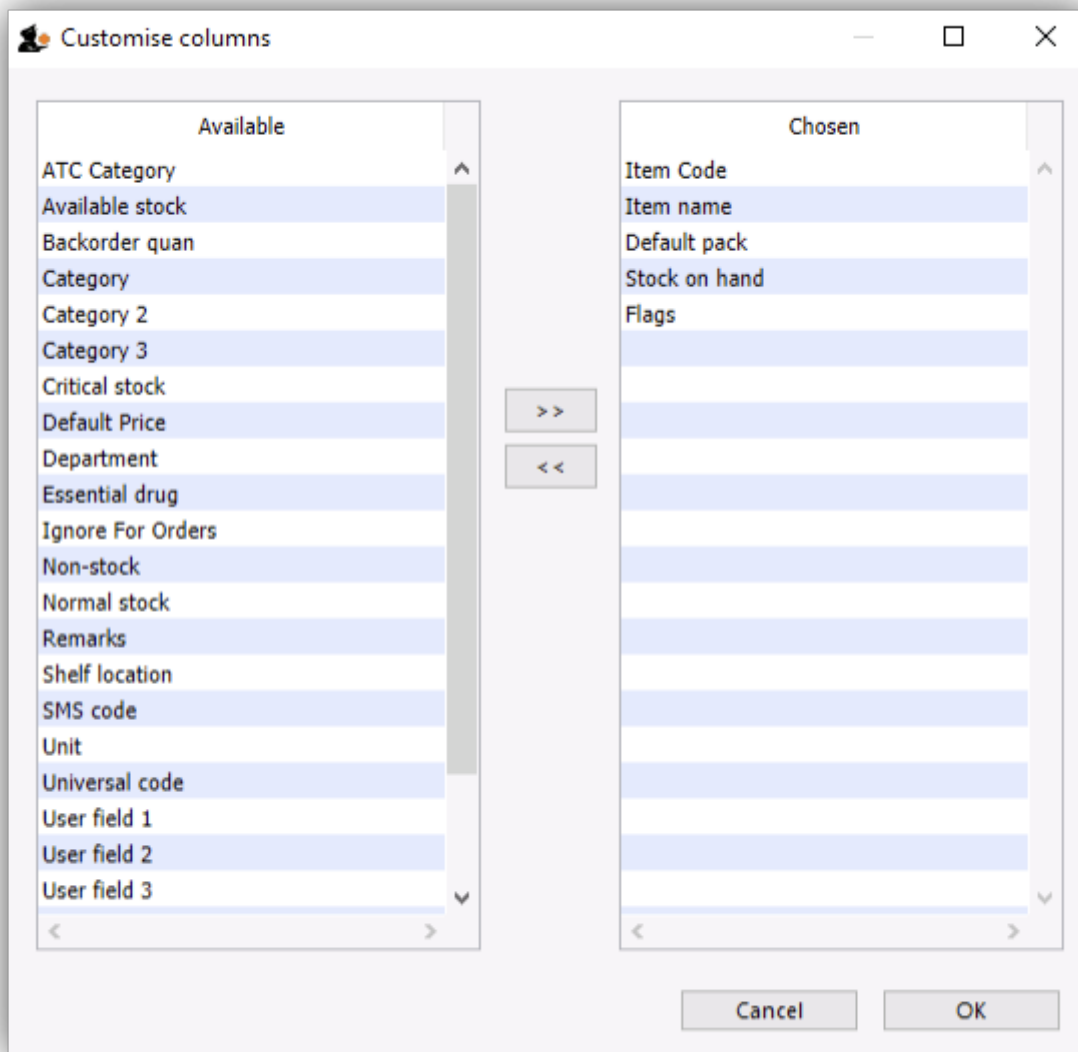 Customise columns
Available
ATC Category
Available stock
Backorder quan
Category
Category 2
Category 3
Critical stock
Default Price
Department
Essential drug
Ignore For Orders
Non-stock
Normal stock
Remarks
Shelf location
SMS code
Unit
Universal code
User field 1
User field 2
User field 3
>>
<<
Chosen
Item Code
Item name
Default pack
Stock on hand
Flags
Cancel
OK